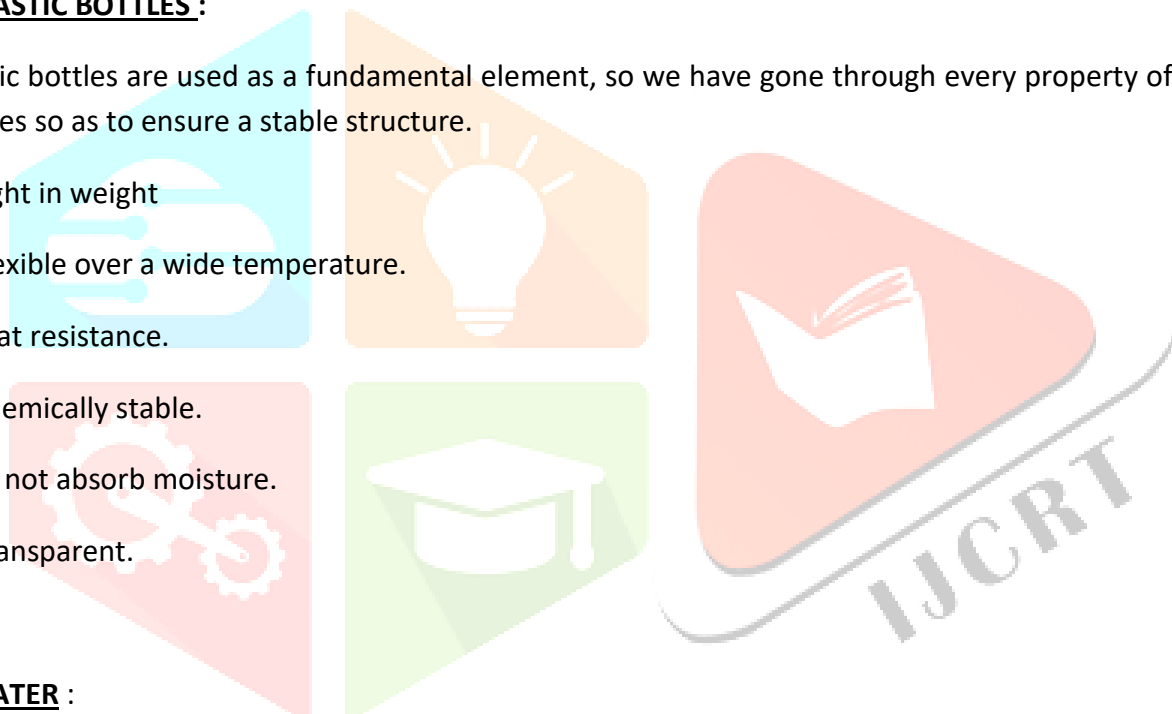 ASTIC BOTTLES :
ic bottles are used as a fundamental element, so we have gone through every property of
es so as to ensure a stable structure.
ght in weight
exible over a wide temperature.
at resistance.
emically stable.
not absorb moisture.
ansparent.
IJCRT
ATER :